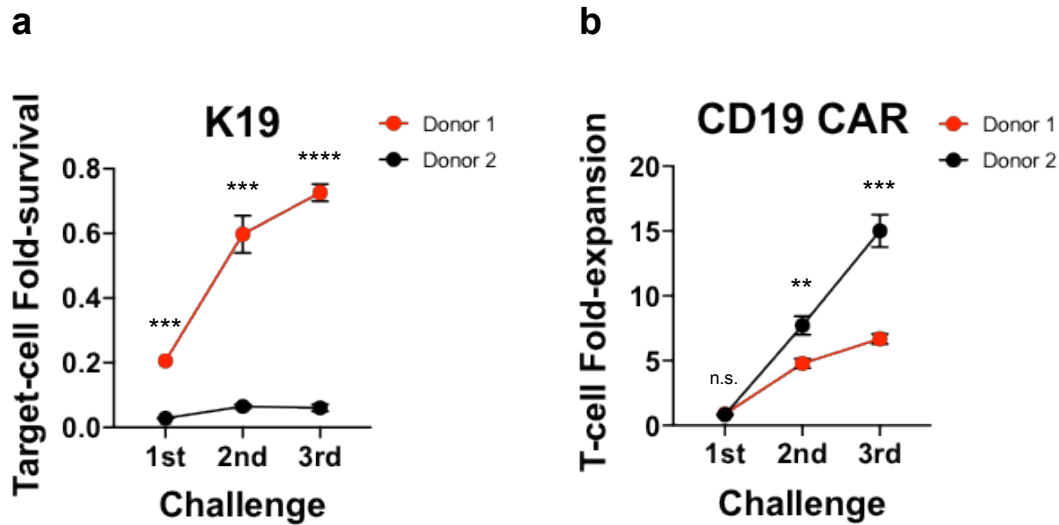 a
K19
Donor 1
Donor 2
Target-cell Fold-survival
0.8
0.6
0.4
0.2
0.0
***
***
****
1st 2nd 3rd
Challenge
b
CD19 CAR
Donor 1
Donor 2
T-cell Fold-expansion
20
15
10
5
0
n.s.
**
***
1st 2nd 3rd
Challenge